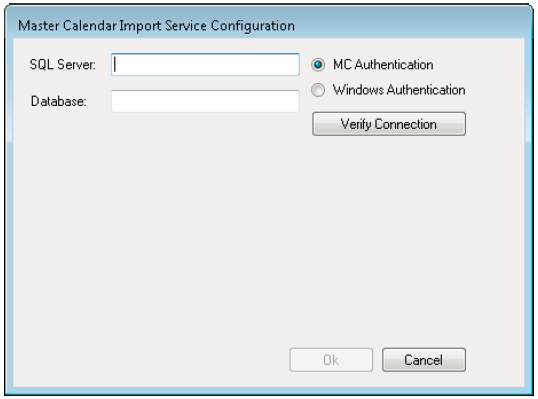 Master Calendar Import Service Configuration
SQL Server:
MC Authentication
Windows Authentication
Database:
Verify Connection
Ok
Cancel